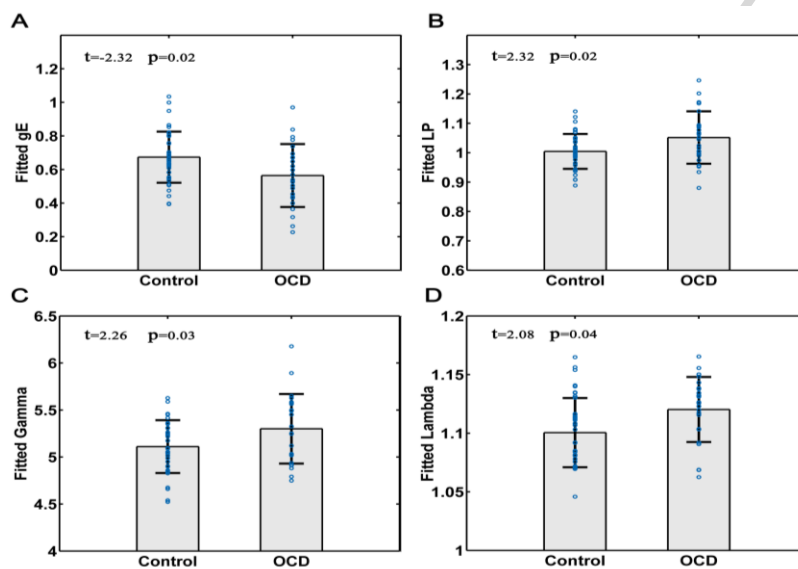 A
t=-2.32 p=0.02
Fitted gE
1.2
1
0.8
0.6
0.4
0.2
0
Control OCD
B
t=2.32 p=0.02
Fitted LP
1.3
1.2
1.1
1
0.9
0.8
0.7
0.6
Control OCD
C
t=2.26 p=0.03
Fitted Gamma
6.5
6
5.5
5
4.5
4
Control OCD
D
t=2.08 p=0.04
Fitted Lambda
1.2
1.15
1.1
1.05
1
Control OCD